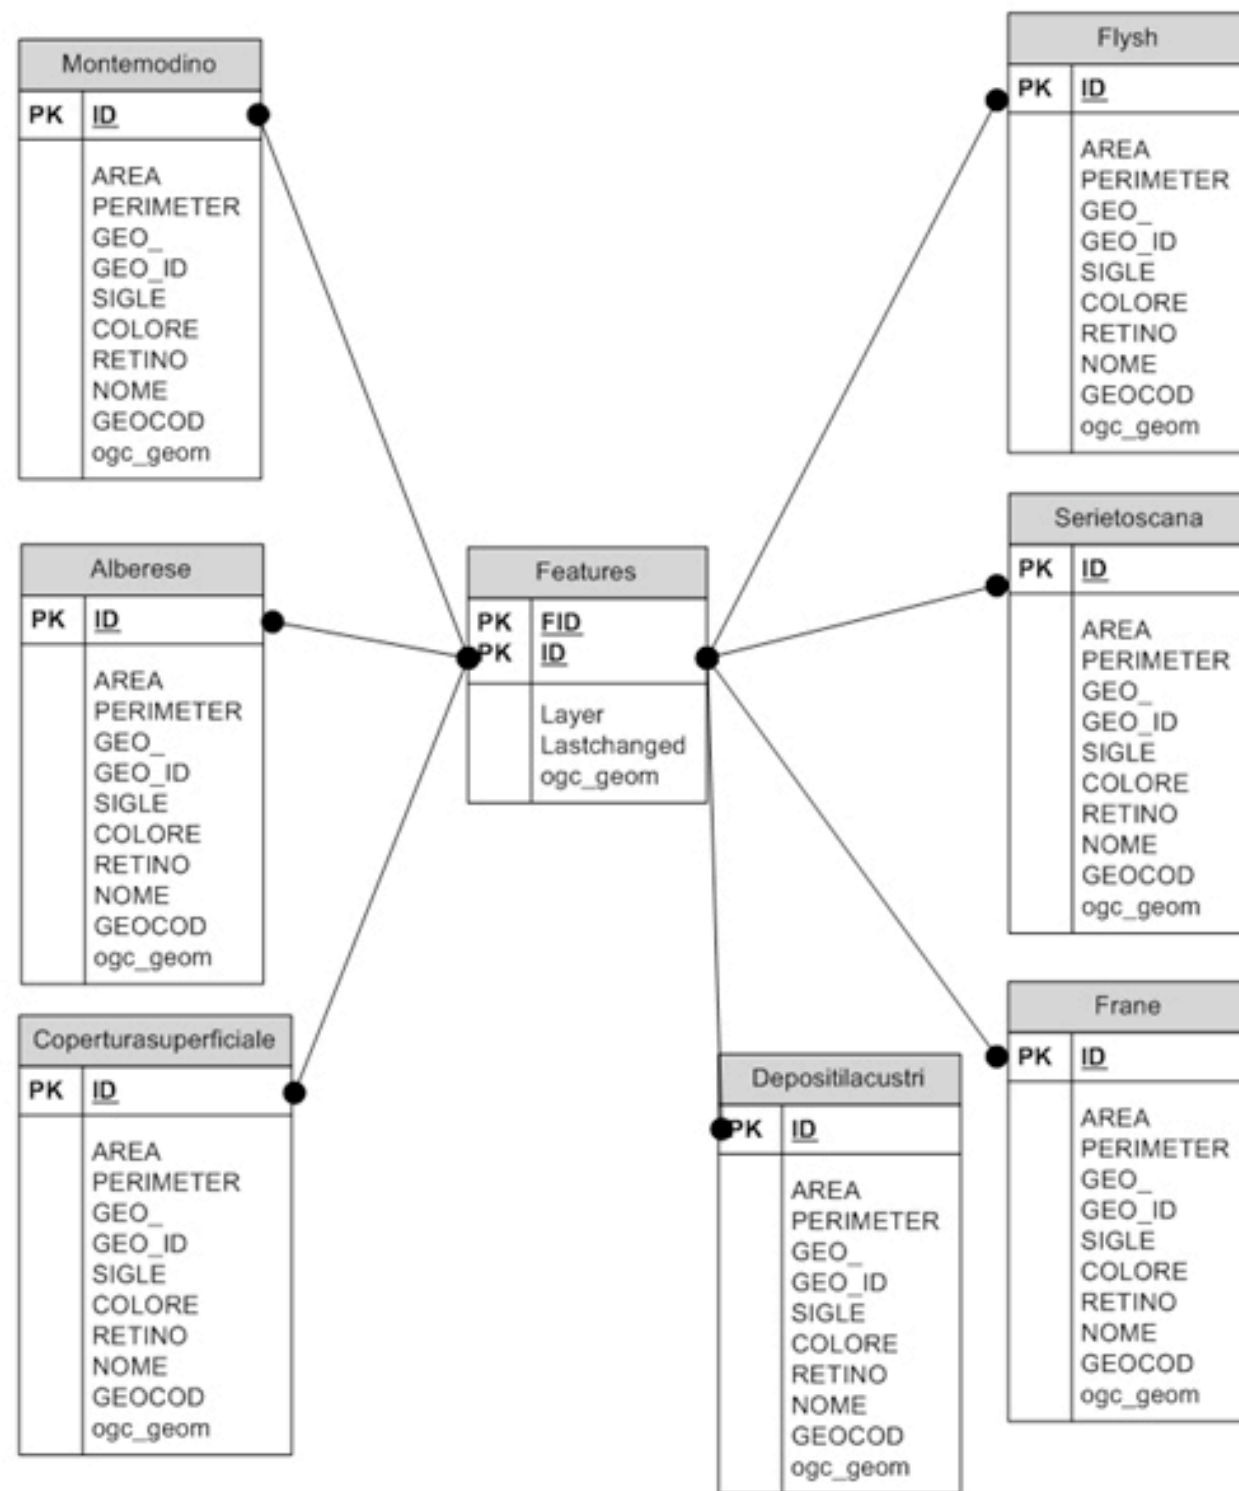 Montemodino
PK ID
AREA
PERIMETER
GEO_
GEO_ID
SIGLE
COLORE
RETINO
NOME
GEOCOD
ogc_geom
Alberese
PK ID
AREA
PERIMETER
GEO_
GEO_ID
SIGLE
COLORE
RETINO
NOME
GEOCOD
ogc_geom
Coperturasuperficiale
PK ID
AREA
PERIMETER
GEO_
GEO_ID
SIGLE
COLORE
RETINO
NOME
GEOCOD
ogc_geom
Features
PK FID
PK ID
Layer
Lastchanged
ogc_geom
Depositilacustri
PK ID
AREA
PERIMETER
GEO_
GEO_ID
SIGLE
COLORE
RETINO
NOME
GEOCOD
ogc_geom
Flysh
PK ID
AREA
PERIMETER
GEO_
GEO_ID
SIGLE
COLORE
RETINO
NOME
GEOCOD
ogc_geom
Serietoscana
PK ID
AREA
PERIMETER
GEO_
GEO_ID
SIGLE
COLORE
RETINO
NOME
GEOCOD
ogc_geom
Frane
PK ID
AREA
PERIMETER
GEO_
GEO_ID
SIGLE
COLORE
RETINO
NOME
GEOCOD
ogc_geom